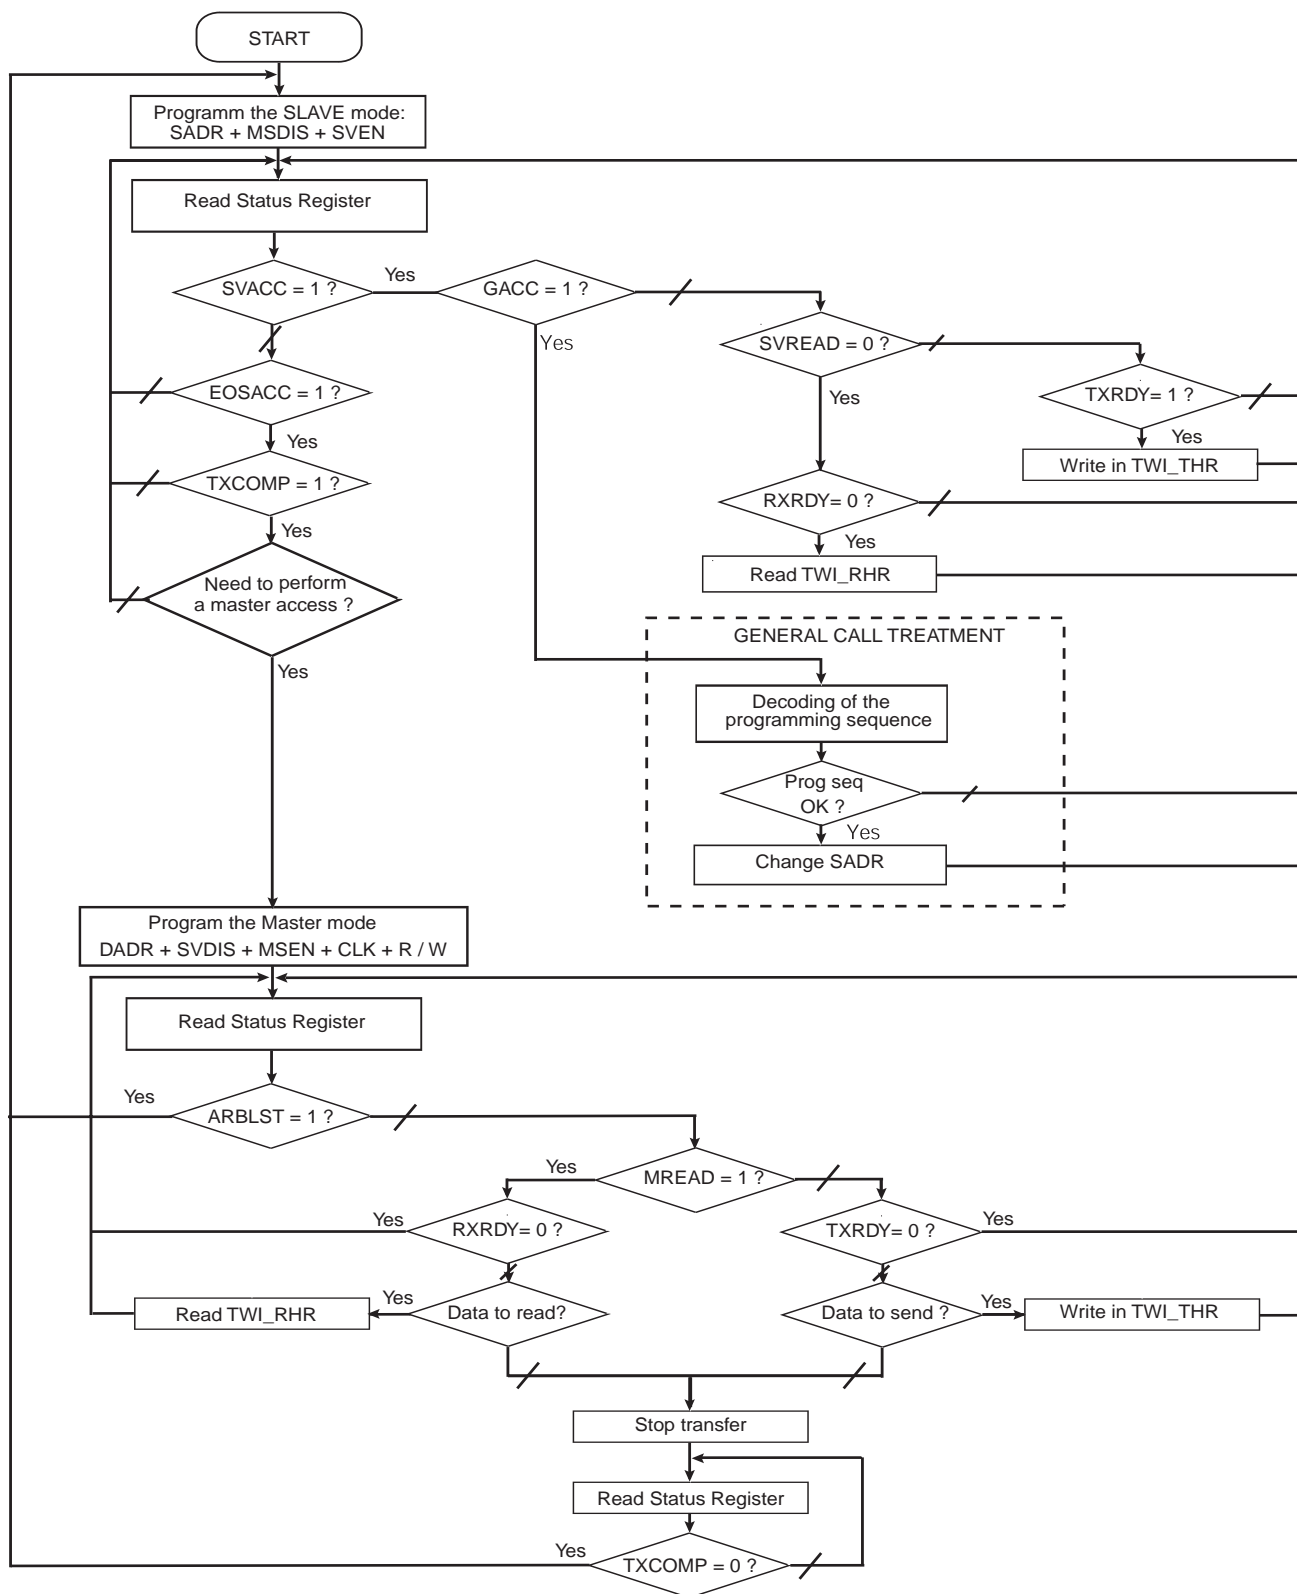 START
Programm the SLAVE mode:
SADR + MSDIS + SVEN
Read Status Register
SVACC = 1 ?
Yes
GACC = 1 ?
Yes
SVREAD = 0 ?
Yes
EOSACC = 1 ?
Yes
TXRDY= 1 ?
Yes
Write in TWI_THR
TXCOMP = 1 ?
Yes
RXRDY= 0 ?
Yes
Read TWI_RHR
Need to perform
a master access ?
Yes
GENERAL CALL TREATMENT
Decoding of the
programming sequence
Prog seq
OK ?
Yes
Change SADR
Program the Master mode
DADR + SVDIS + MSEN + CLK + R / W
Read Status Register
Yes
ARBLST = 1 ?
Yes
MREAD = 1 ?
Yes
RXRDY= 0 ?
TXRDY= 0 ?
Yes
Read TWI_RHR
Yes
Data to read?
Data to send ?
Yes
Write in TWI_THR
Stop transfer
Read Status Register
Yes
TXCOMP = 0 ?